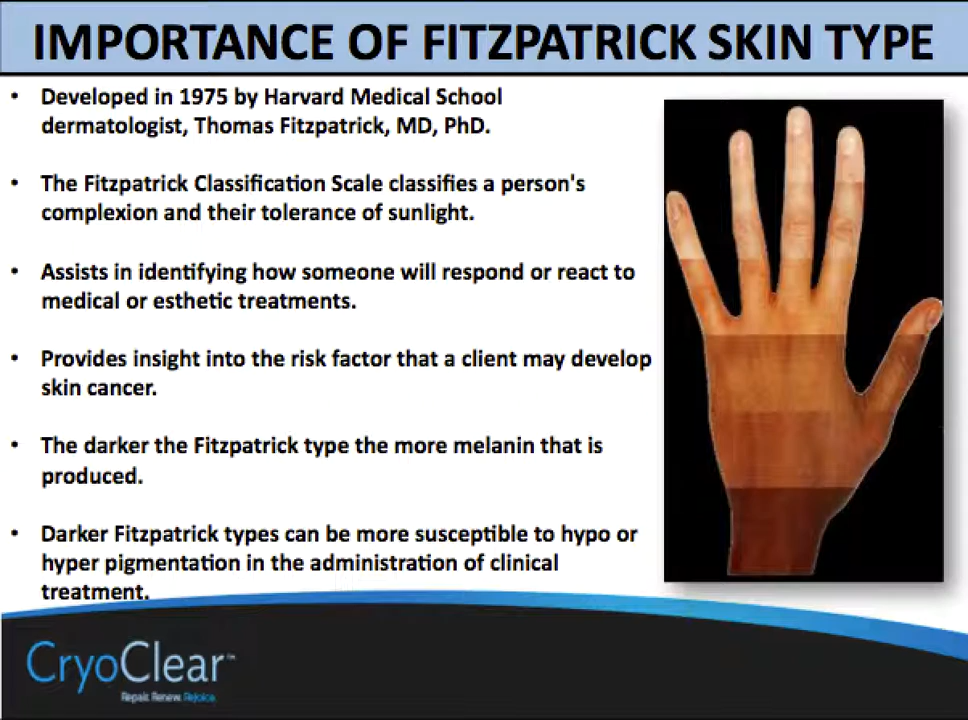 IMPORTANCE OF FITZPATRICK SKIN TYPE
• Developed in 1975 by Harvard Medical School
dermatologist, Thomas Fitzpatrick, MD, PhD.
• The Fitzpatrick Classification Scale classifies a person's
complexion and their tolerance of sunlight.
• Assists in identifying how someone will respond or react to
medical or esthetic treatments.
• Provides insight into the risk factor that a client may develop
skin cancer.
• The darker the Fitzpatrick type the more melanin that is
produced.
• Darker Fitzpatrick types can be more susceptible to hypo or
hyper pigmentation in the administration of clinical
treatment.
CryoClear™
Repair. Renew. Rejoice.